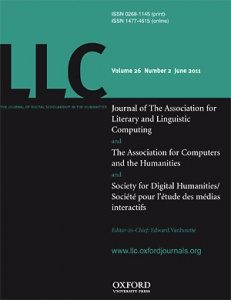 ISSN 0268-1145 (print)
ISSN 1477-4615 (online)
LLC
Volume 26 Number 2 June 2011
THE JOURNAL OF DIGITAL SCHOLARSHIP IN THE HUMANITIES
Journal of The Association for
Literary and Linguistic
Computing
and
The Association for Computers
and the Humanities
and
Society for Digital Humanities/
Société pour l'étude des médias
interactifs
Editor-in-Chief: Edward Vanhoutte
www.llc.oxfordjournals.org
OXFORD
UNIVERSITY PRESS